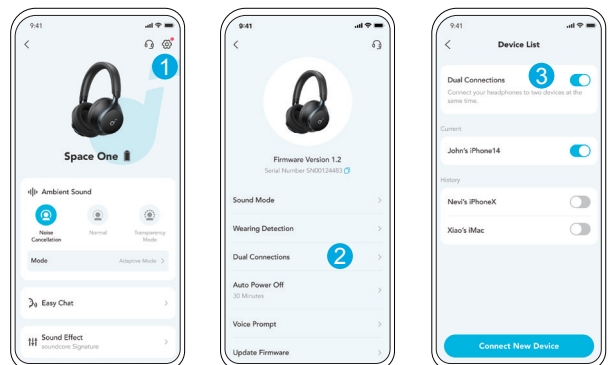 9:41
1
Space One
Ambient Sound
Noise
Cancellation
Normal
Transparency
Mode
Mode
Adaptive Mode
Easy Chat
Sound Effect
soundcore Signature
9:41
Firmware Version 1.2
Serial Number SN00124483
Sound Mode
Wearing Detection
Dual Connections
2
Auto Power Off
30 Minutes
Voice Prompt
Update Firmware
9:41
Device List
Dual Connections
3
Connect your headphones to two devices at the
same time.
Current
John's iPhone14
History
Nevi's iPhoneX
Xiao's iMac
Connect New Device